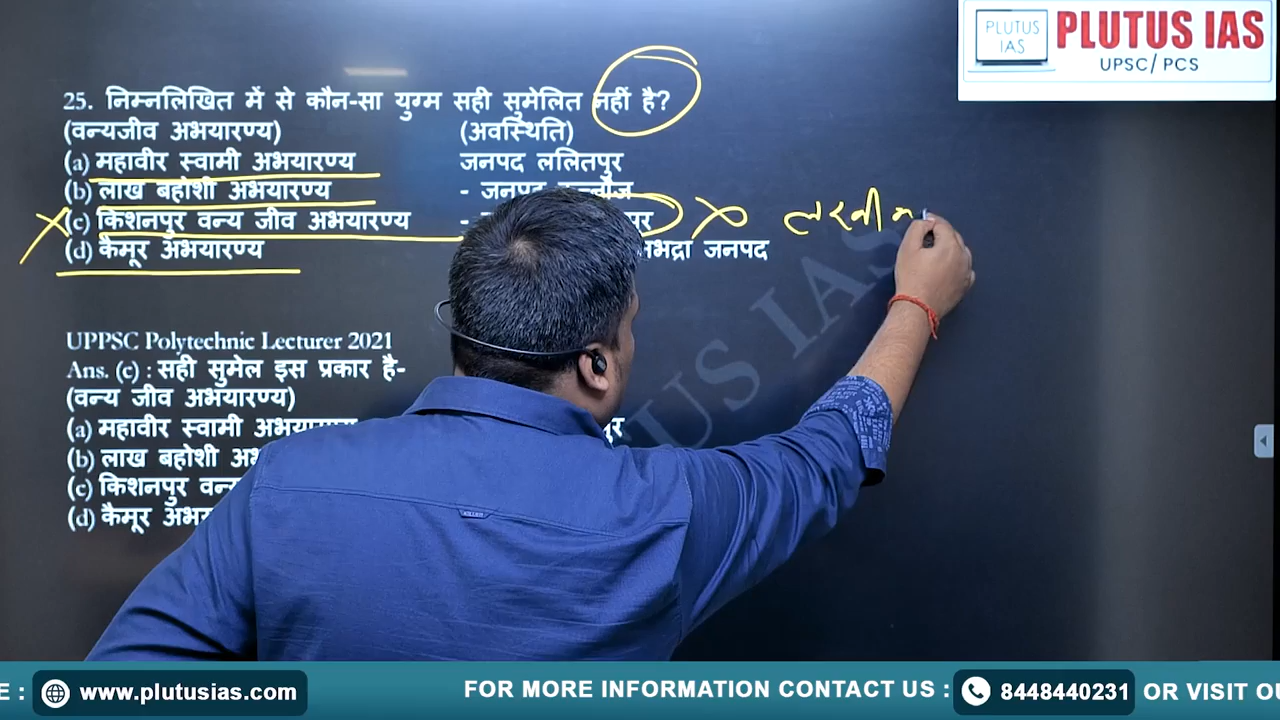 PLUTUS IAS
PLUTUS IAS
UPSC/ PCS
25. निम्नलिखित में से कौन-सा युग्म सही सुमेलित नहीं है?
(वन्यजीव अभयारण्य) (अवस्थिति)
(a) महावीर स्वामी अभयारण्य जनपद ललितपुर
(b) लाख बहोशी अभयारण्य - जनपद
(c) किशनपुर वन्य जीव अभयारण्य -
(d) कैमूर अभयारण्य जनपद
UPPSC Polytechnic Lecturer 2021
Ans. (c) : सही सुमेल इस प्रकार है-
(वन्य जीव अभयारण्य)
(a) महावीर स्वामी
(b) लाख बहोशी
(c) किशनपुर
(d) कैमूर
www.plutusias.com FOR MORE INFORMATION CONTACT US : 8448440231 OR VISIT